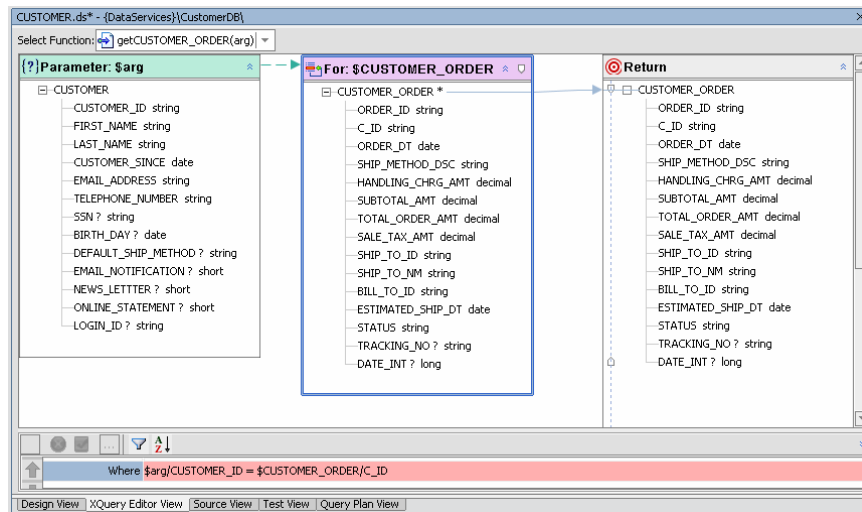 CUSTOMER.ds* - {DataServices}\CustomerDB\
Select Function: getCUSTOMER_ORDER(arg)
{?}Parameter: $arg
CUSTOMER
CUSTOMER_ID string
FIRST_NAME string
LAST_NAME string
CUSTOMER_SINCE date
EMAIL_ADDRESS string
TELEPHONE_NUMBER string
SSN ? string
BIRTH_DAY ? date
DEFAULT_SHIP_METHOD ? string
EMAIL_NOTIFICATION ? short
NEWS_LETTTER ? short
ONLINE_STATEMENT ? short
LOGIN_ID ? string
For: $CUSTOMER_ORDER
CUSTOMER_ORDER *
ORDER_ID string
C_ID string
ORDER_DT date
SHIP_METHOD_DSC string
HANDLING_CHRG_AMT decimal
SUBTOTAL_AMT decimal
TOTAL_ORDER_AMT decimal
SALE_TAX_AMT decimal
SHIP_TO_ID string
SHIP_TO_NM string
BILL_TO_ID string
ESTIMATED_SHIP_DT date
STATUS string
TRACKING_NO ? string
DATE_INT ? long
Return
CUSTOMER_ORDER
ORDER_ID string
C_ID string
ORDER_DT date
SHIP_METHOD_DSC string
HANDLING_CHRG_AMT decimal
SUBTOTAL_AMT decimal
TOTAL_ORDER_AMT decimal
SALE_TAX_AMT decimal
SHIP_TO_ID string
SHIP_TO_NM string
BILL_TO_ID string
ESTIMATED_SHIP_DT date
STATUS string
TRACKING_NO ? string
DATE_INT ? long
Where $arg/CUSTOMER_ID = $CUSTOMER_ORDER/C_ID
Design View XQuery Editor View Source View Test View Query Plan View